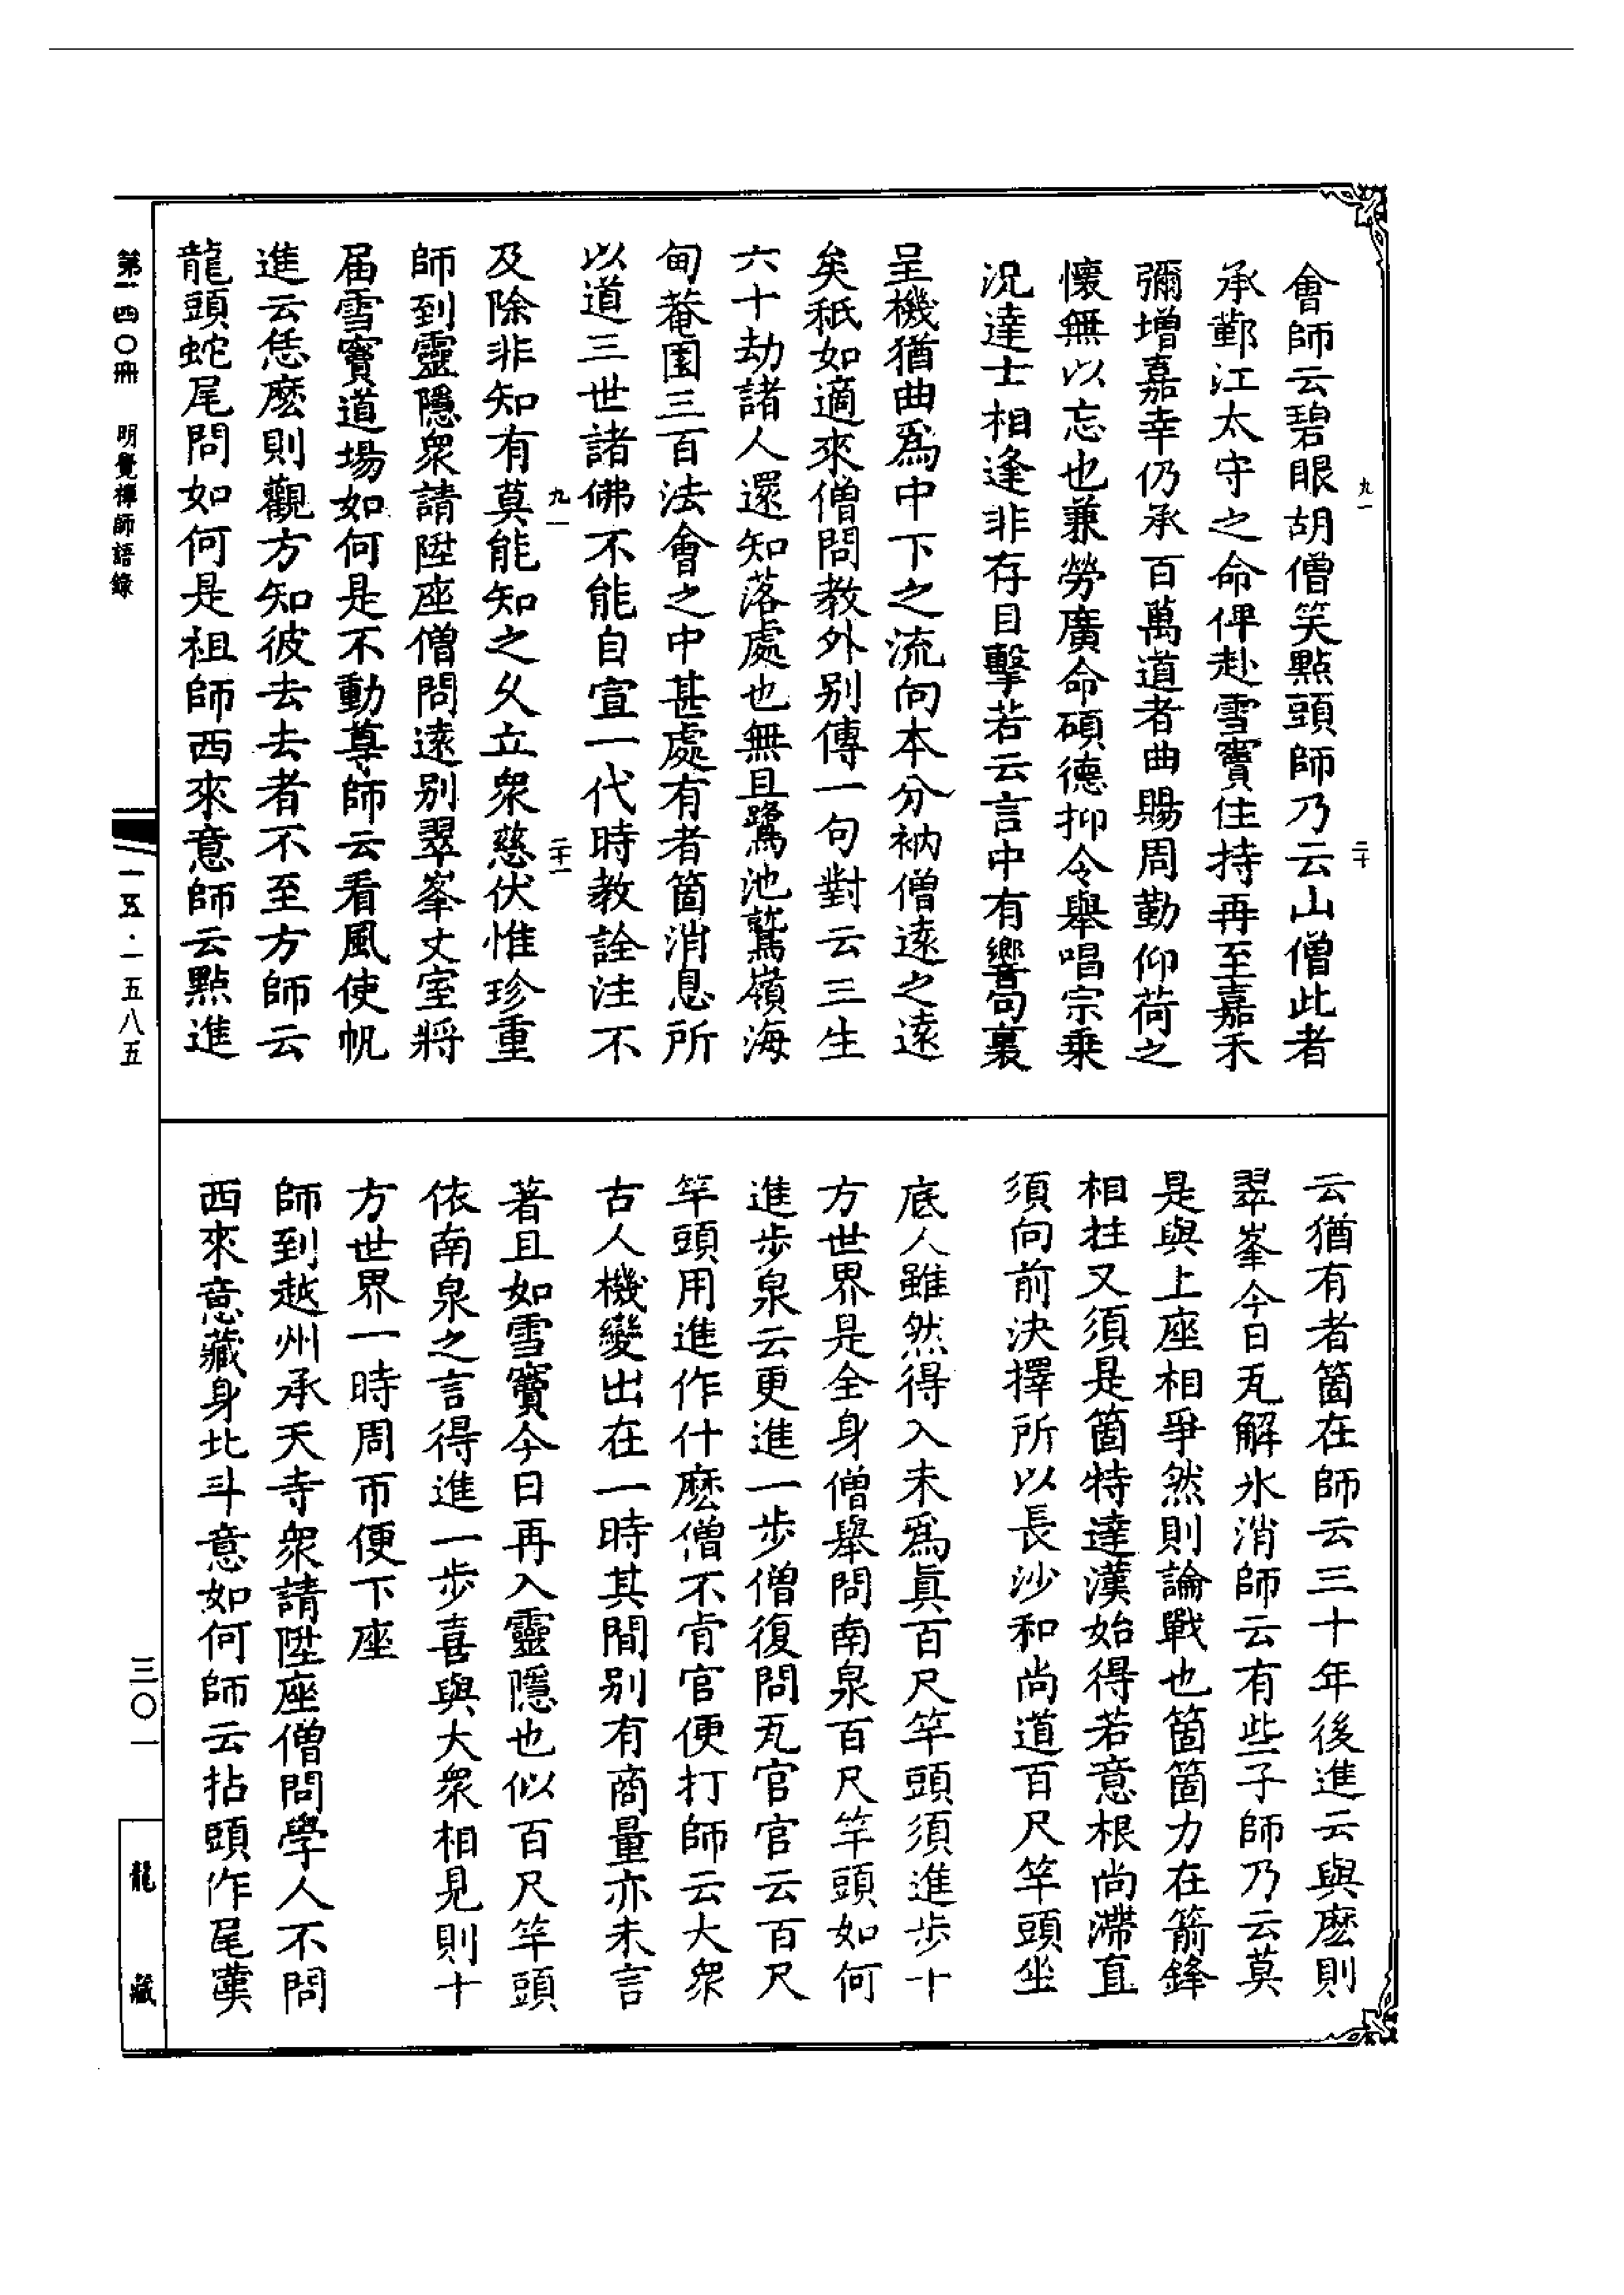 會師云碧眼胡僧笑點頭師乃云山僧此者
承鄞江太守之命俾赴雪竇住持再至嘉禾
彌增嘉幸仍承百萬道者曲賜周勤仰荷之
懷無以忘也兼勞廣命碩德抑令舉唱宗乗
況達士相逢非存目擊若云言中有響句裏
呈機猶曲爲中下之流向本分衲僧遠之遠
矣秖如適來僧問教外别傳一句對云三生
六十劫諸人還知落處也無且鷺池鷲嶺海
甸菴園三百法會之中甚處有者箇消息所
以道三世諸佛不能自宣一代時教詮注不
及除非知有莫能知之乆立衆慈伏惟珍重
師到靈隱衆請陞座僧問遠别翠峯丈室將
届雪竇道場如何是不動尊師云看風使帆
進云恁麽則觀方知彼去去者不至方師云
龍頭蛇尾問如何是祖師西來意師云點進
云猶有者箇在師云三十年後進云與麽則
翠峯今日瓦解氷消師云有些子師乃云莫
是與上座相爭然則論戰也箇箇力在箭鋒
相拄又須是箇特達漢始得若意根尚滯直
須向前決擇所以長沙和尚道百尺竿頭坐
底人雖然得入未爲眞百尺竿頭須進步十
方世界是全身僧舉問南泉百尺竿頭如何
進步泉云更進一步僧復問瓦官官云百尺
竿頭用進作什麽僧不肯官便打師云大衆
古人機變出在一時其間别有商量亦未言
著且如雪竇今日再入靈隱也似百尺竿頭
依南泉之言得進一步喜與大衆相見則十
方世界一時周帀便下座
師到越州承天寺衆請陞座僧問學人不問
西來意藏身北斗意如何師云拈頭作尾漢
九一
二十
九一
二十一
第一四〇冊 明覺禪師語錄
一五·一五八五
三〇一
龍藏